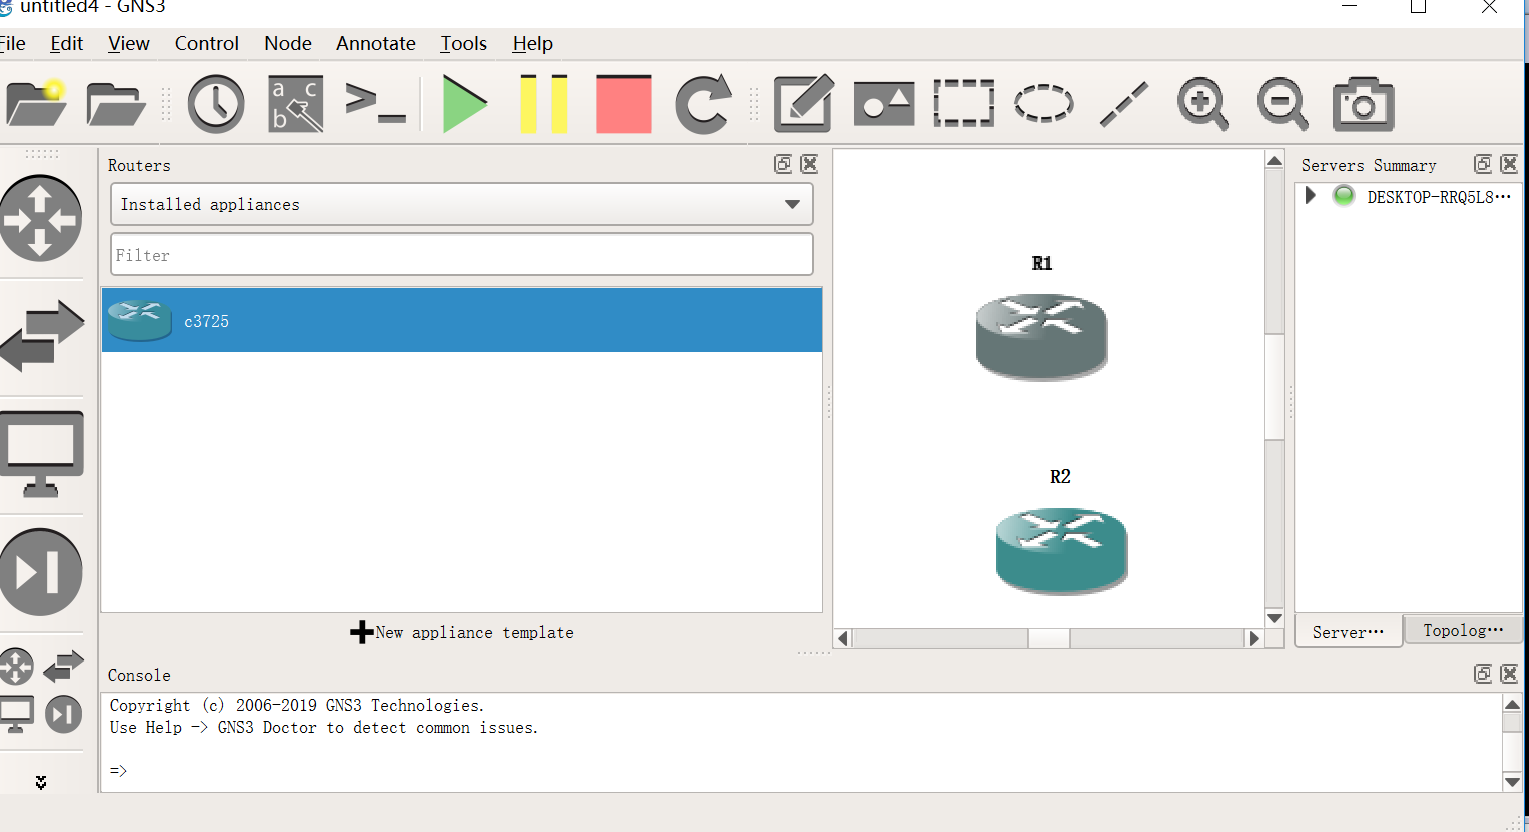 untitled4 - GNS3
File Edit View Control Node Annotate Tools Help
a c
b
Routers
Installed appliances
Filter
c3725
New appliance template
R1
R2
Servers Summary
DESKTOP-RRQ5L8…
Server…
Topolog…
Console
Copyright (c) 2006-2019 GNS3 Technologies.
Use Help -> GNS3 Doctor to detect common issues.
=>